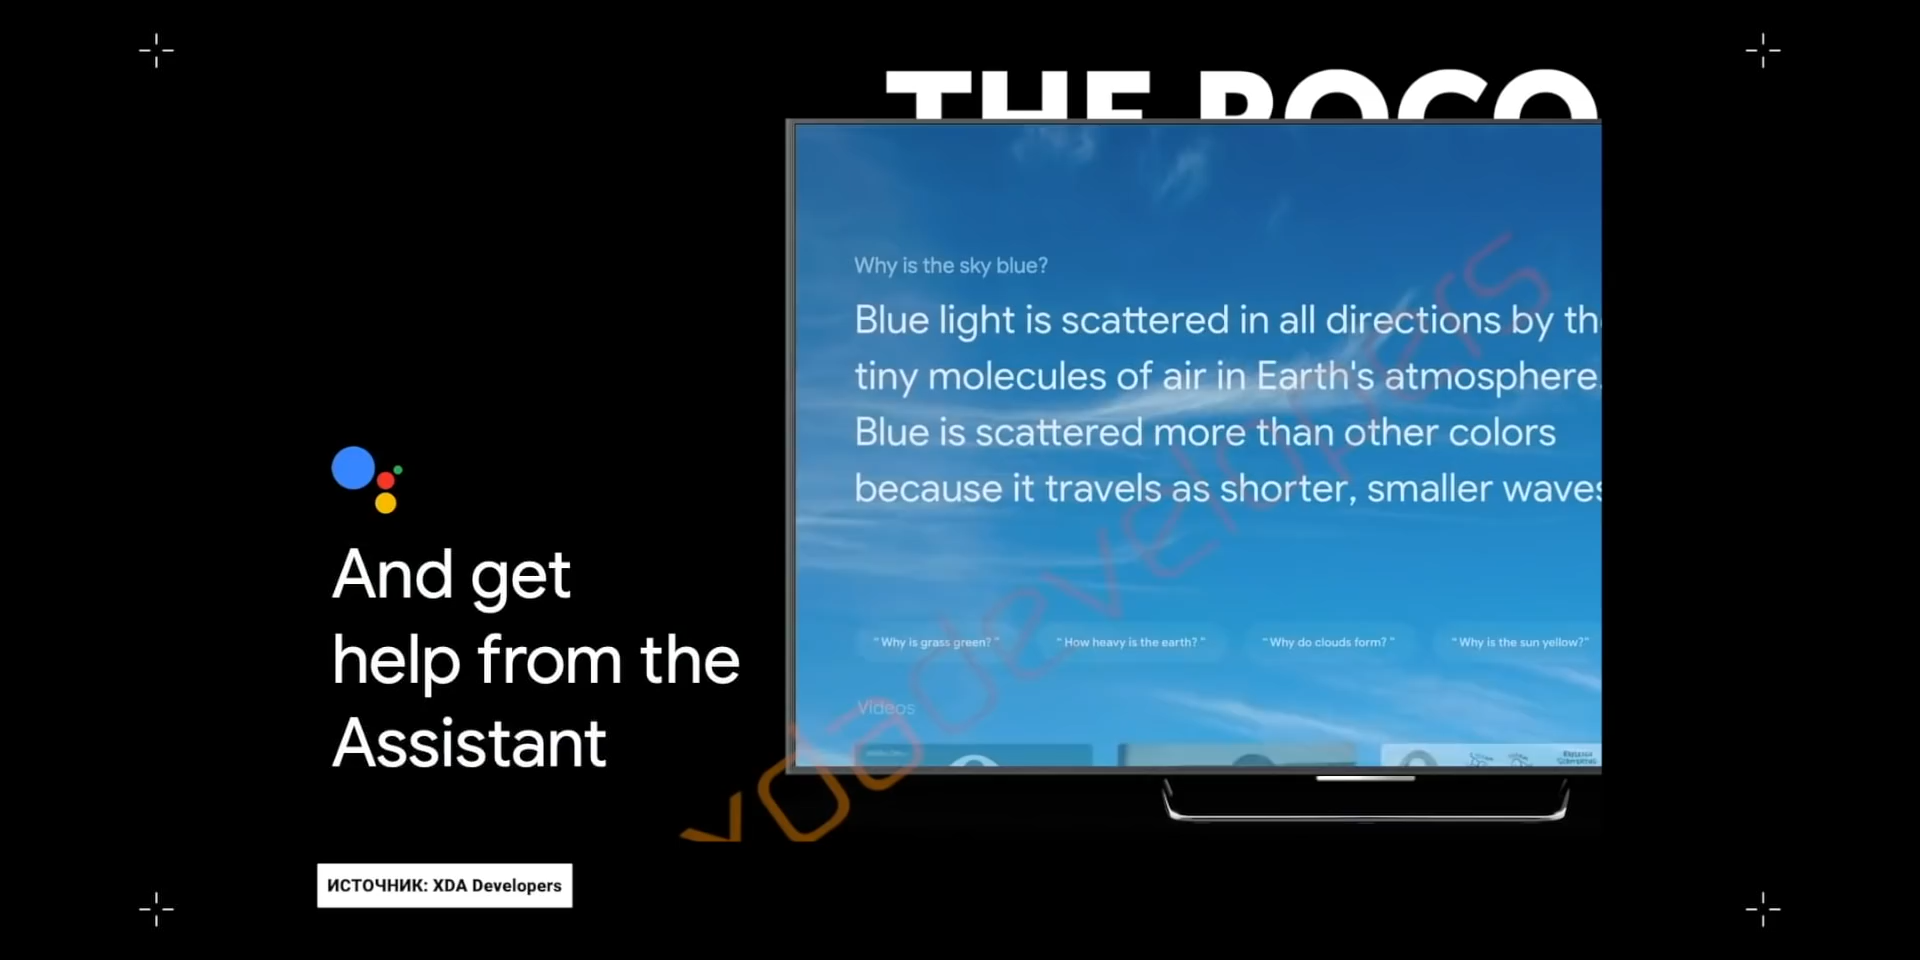 THE POCO
Why is the sky blue?
Blue light is scattered in all directions by th
tiny molecules of air in Earth's atmosphere.
Blue is scattered more than other colors
because it travels as shorter, smaller waves
And get
help from the
Assistant
" Why is grass green? "
" How heavy is the earth? "
" Why do clouds form? "
" Why is the sun yellow?"
Videos
xdadevelopers
ИСТОЧНИК: XDA Developers